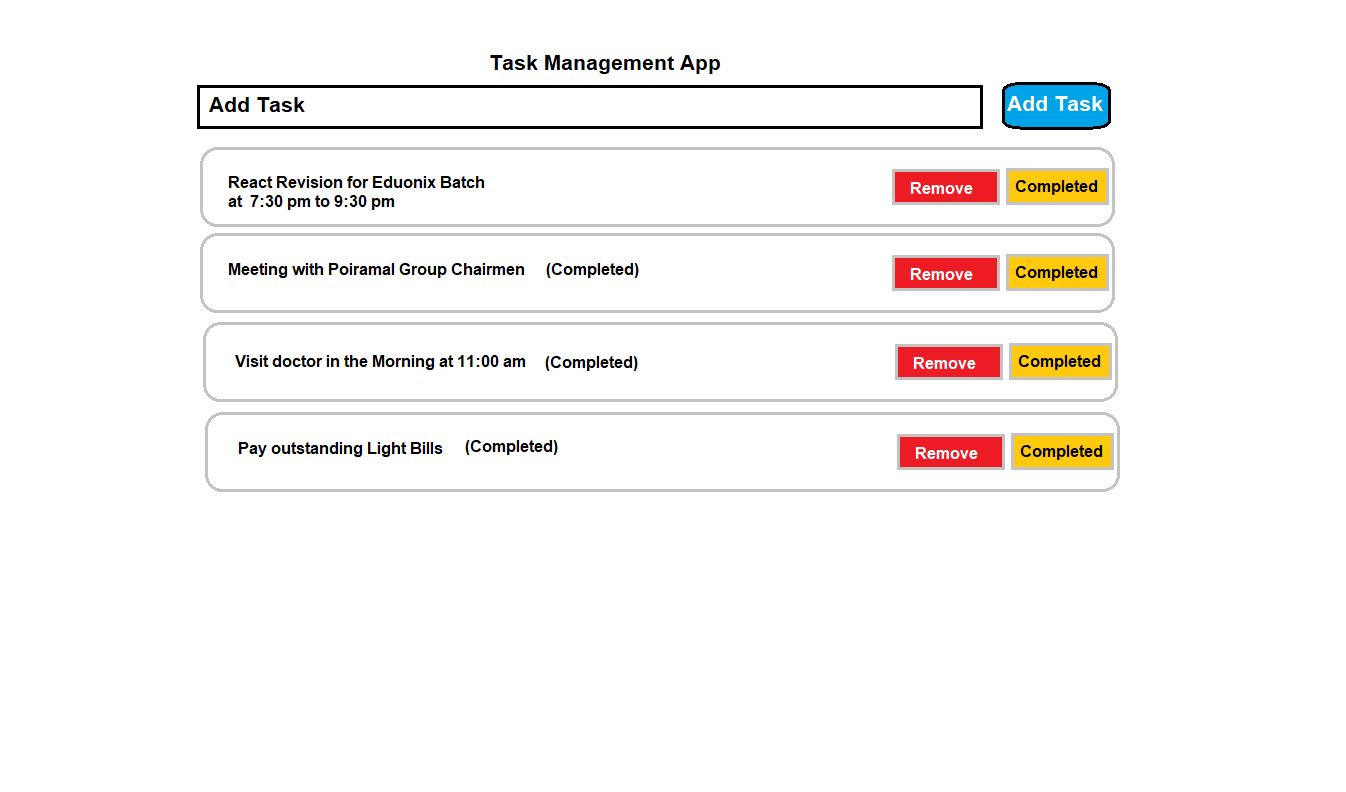 Task Management App
Add Task
Add Task
React Revision for Eduonix Batch
at  7:30 pm to 9:30 pm
Remove
Completed
Meeting with Poiramal Group Chairmen (Completed)
Remove
Completed
Visit doctor in the Morning at 11:00 am (Completed)
Remove
Completed
Pay outstanding Light Bills (Completed)
Remove
Completed